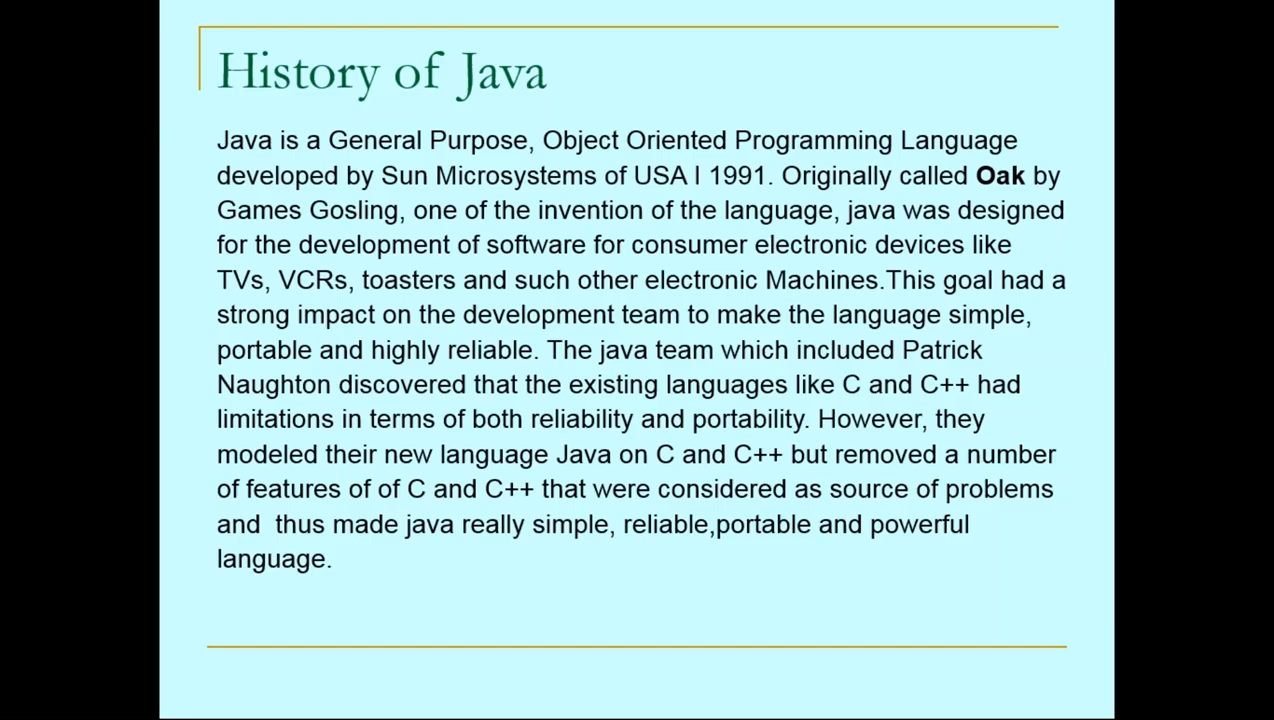 History of Java
Java is a General Purpose, Object Oriented Programming Language
developed by Sun Microsystems of USA I 1991. Originally called Oak by
Games Gosling, one of the invention of the language, java was designed
for the development of software for consumer electronic devices like
TVs, VCRs, toasters and such other electronic Machines.This goal had a
strong impact on the development team to make the language simple,
portable and highly reliable. The java team which included Patrick
Naughton discovered that the existing languages like C and C++ had
limitations in terms of both reliability and portability. However, they
modeled their new language Java on C and C++ but removed a number
of features of of C and C++ that were considered as source of problems
and  thus made java really simple, reliable,portable and powerful
language.